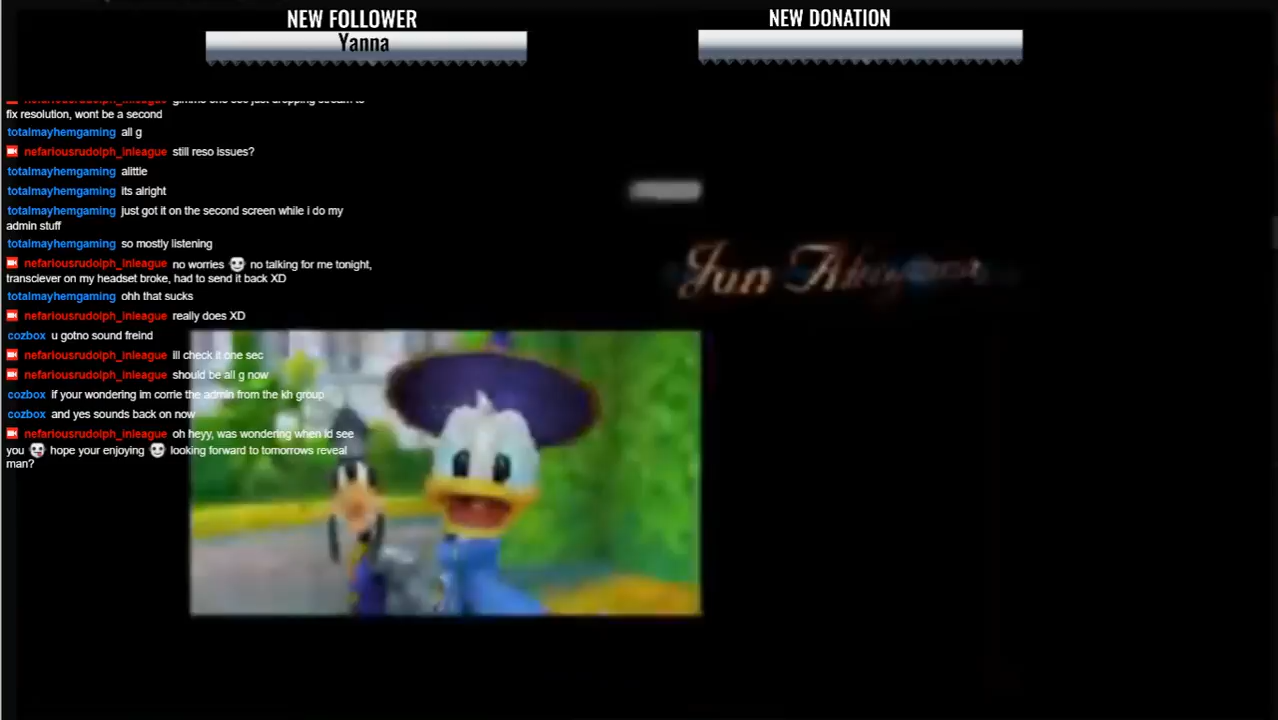 NEW FOLLOWER
Yanna
NEW DONATION
fix resolution, wont be a second
totalmayhemgaming all g
nefariousrudolph_inleague still reso issues?
totalmayhemgaming alittle
totalmayhemgaming its alright
totalmayhemgaming just got it on the second screen while i do my
admin stuff
totalmayhemgaming so mostly listening
nefariousrudolph_inleague no worries no talking for me tonight,
transciever on my headset broke, had to send it back XD
totalmayhemgaming ohh that sucks
nefariousrudolph_inleague really does XD
cozbox u gotno sound freind
nefariousrudolph_inleague ill check it one sec
nefariousrudolph_inleague should be all g now
cozbox if your wondering im corrie the admin from the kh group
cozbox and yes sounds back on now
nefariousrudolph_inleague oh heyy, was wondering when id see
you hope your enjoying looking forward to tomorrows reveal
man?
Jun